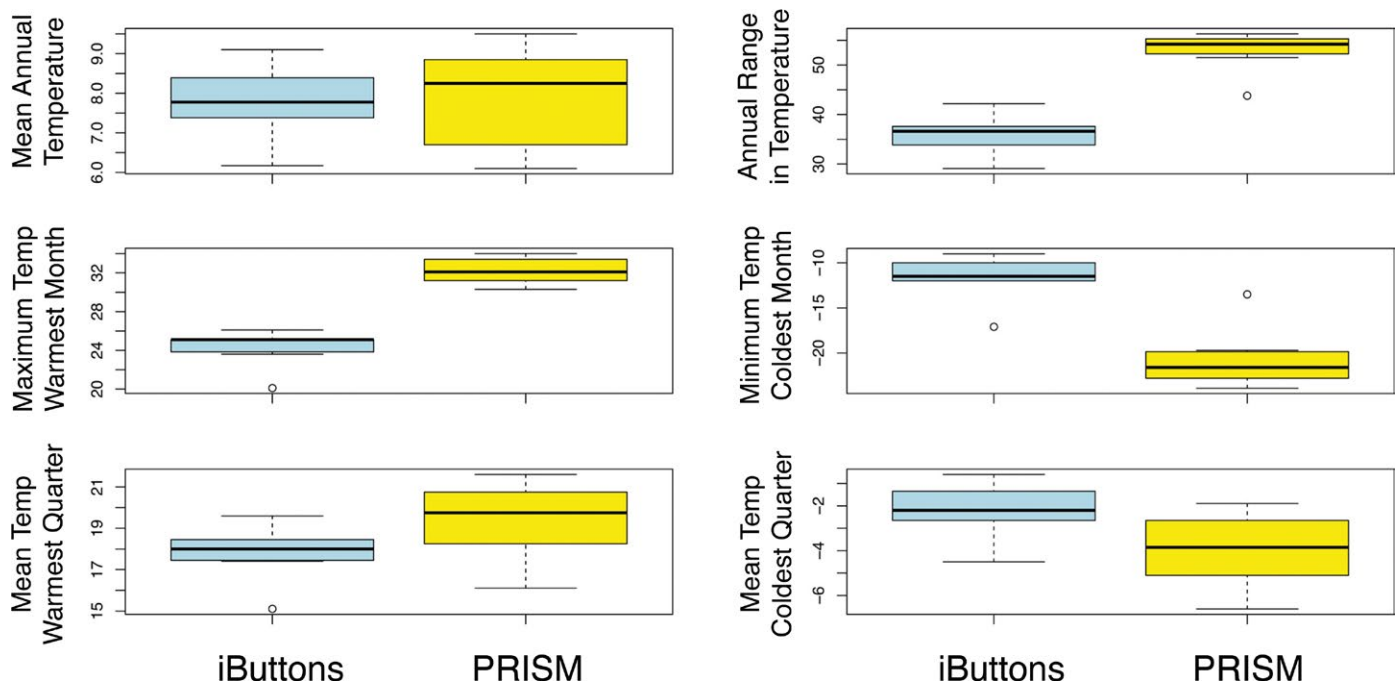 Mean Annual
Temperature
9.0
8.0
7.0
6.0
Annual Range
in Temperature
50
40
30
Maximum Temp
Warmest Month
32
28
24
20
Minimum Temp
Coldest Month
-10
-15
-20
Mean Temp
Warmest Quarter
21
19
17
15
Mean Temp
Coldest Quarter
-2
-4
-6
iButtons
PRISM
iButtons
PRISM